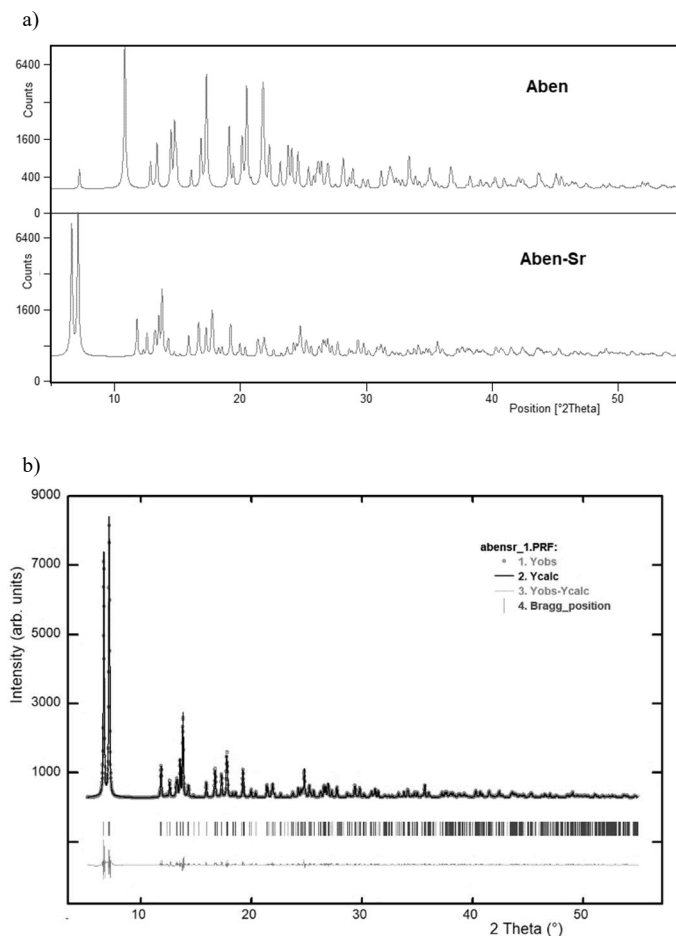 a)
6400
Aben
Counts
1600
400
0
6400
Aben-Sr
Counts
1600
0
10 20 30 40 50
Position [°2Theta]
b)
9000
abensr_1.PRF:
1. Yobs
2. Ycalc
3. Yobs-Ycalc
4. Bragg_position
7000
5000
3000
1000
Intensity (arb. units)
10 20 30 40 50
2 Theta (°)